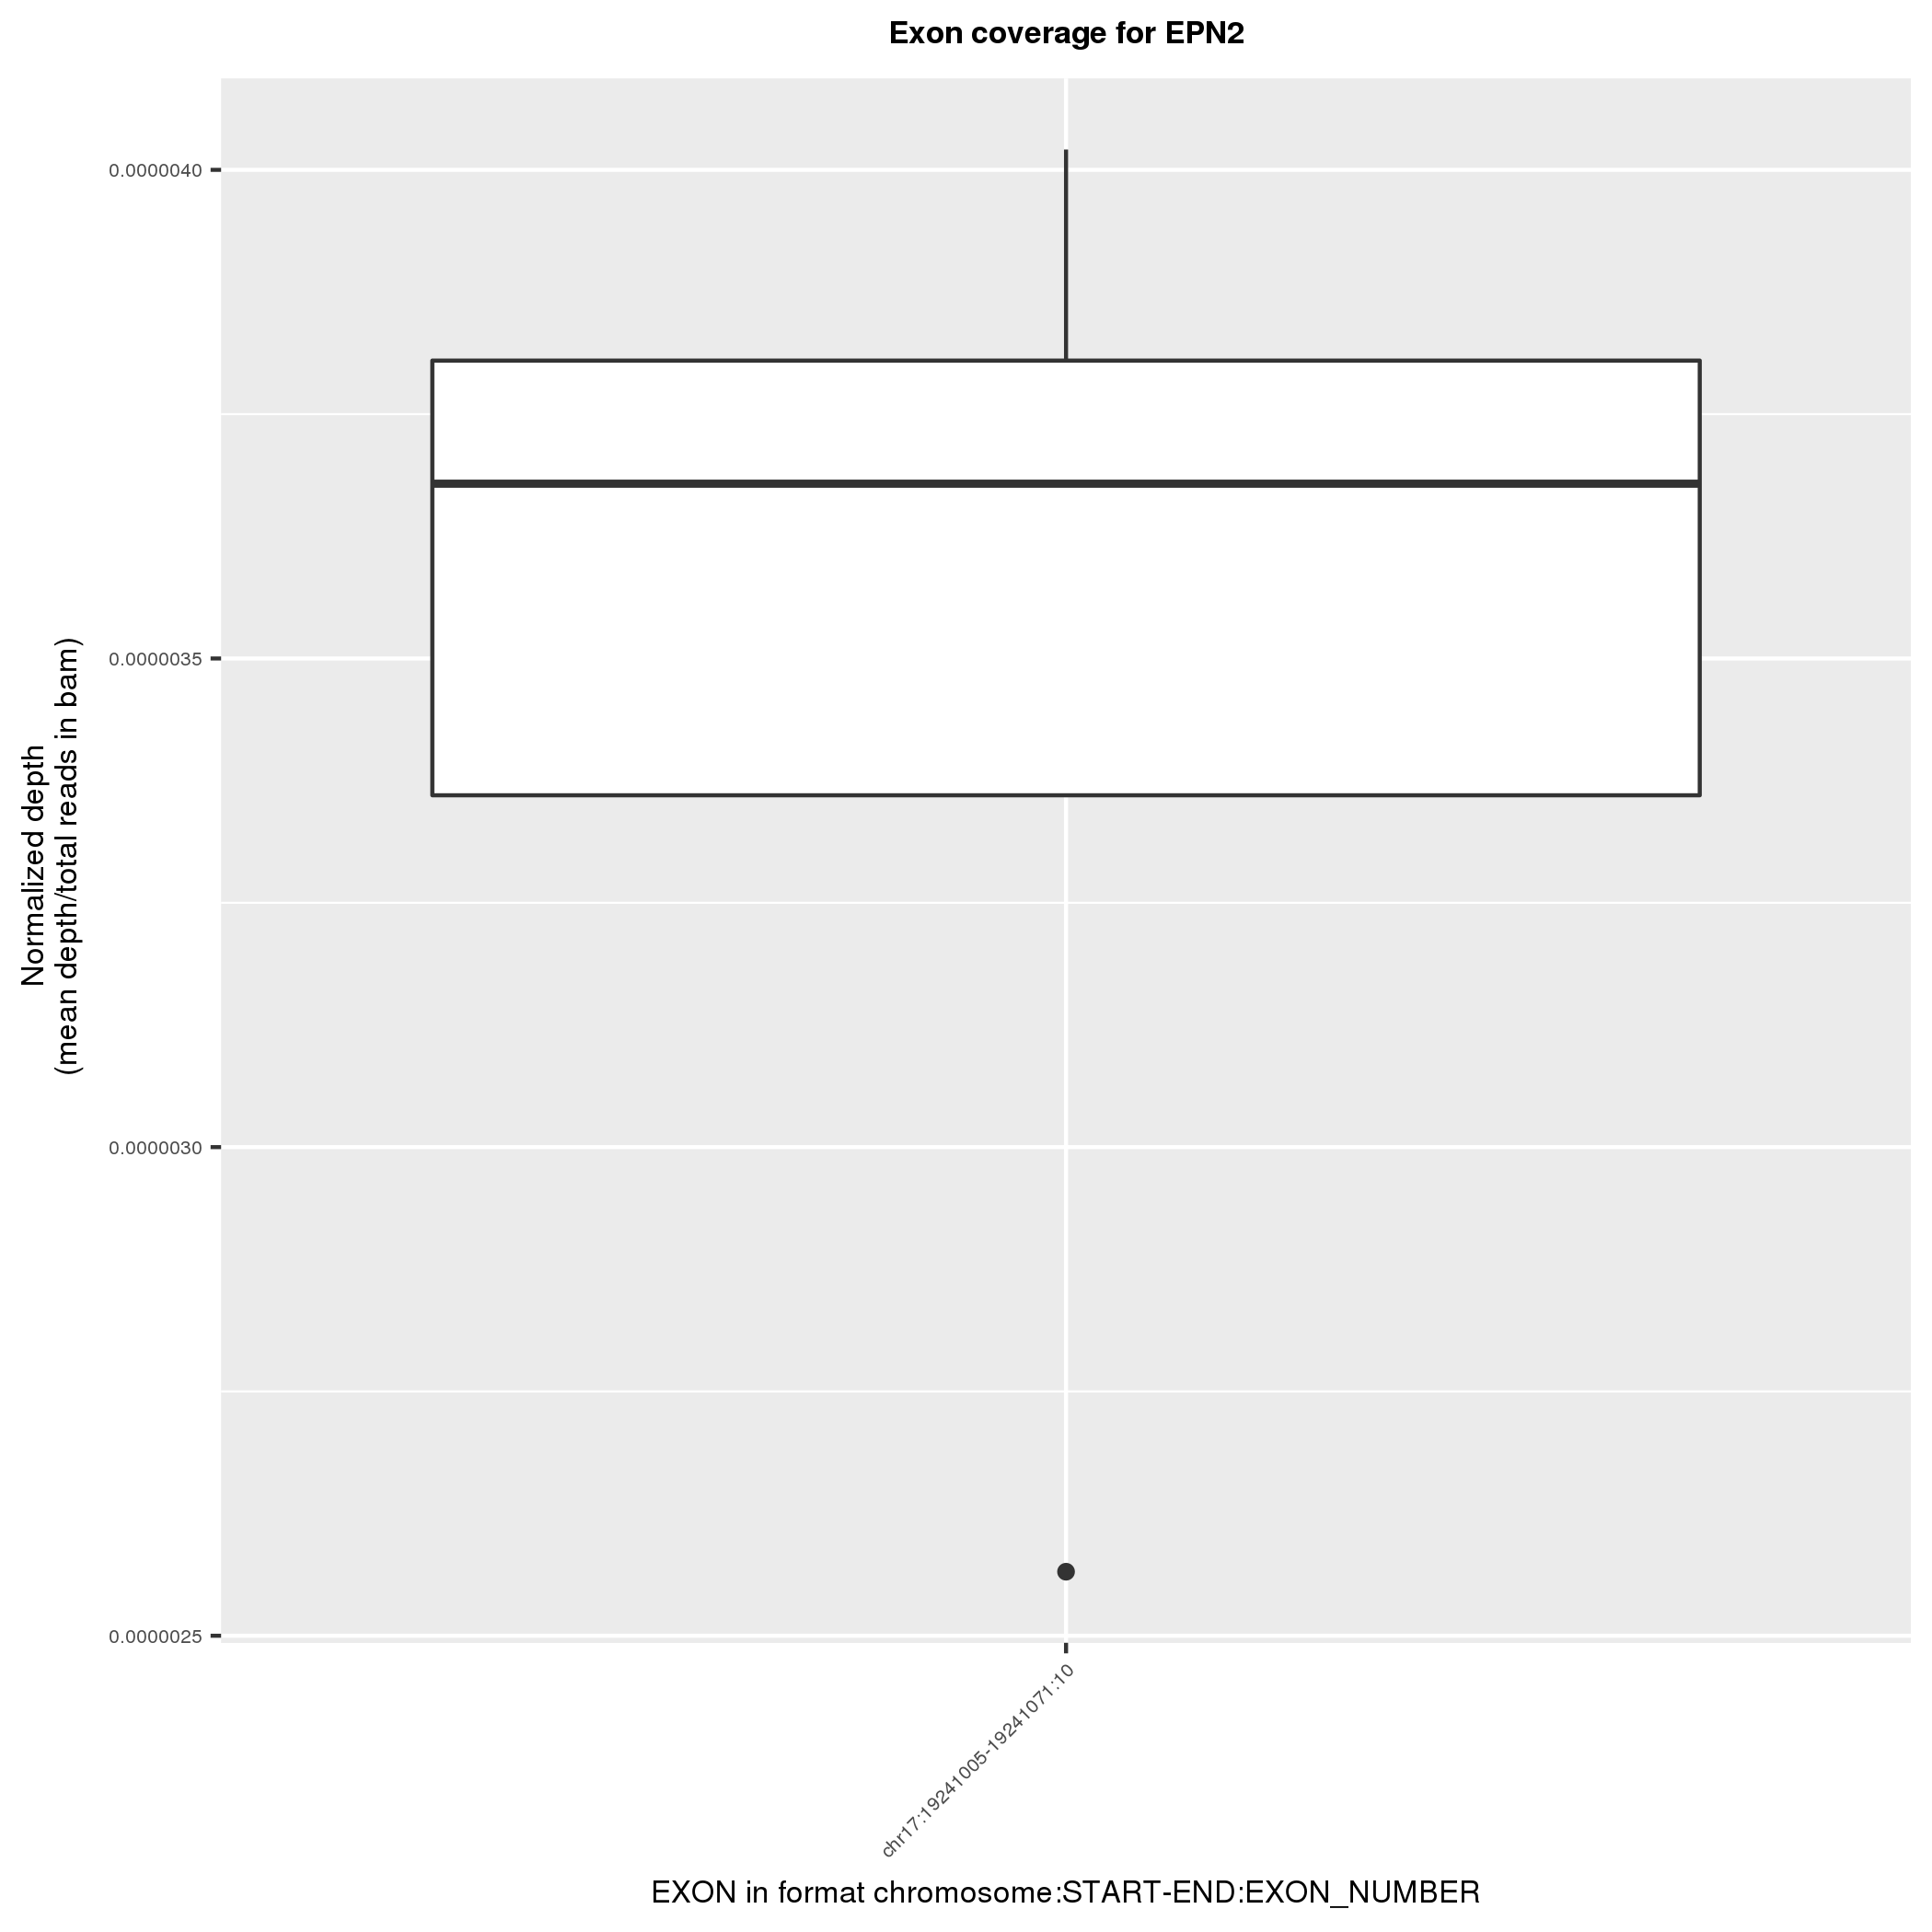 Exon coverage for EPN2
Normalized depth
(mean depth/total reads in bam)
0.0000040
0.0000035
0.0000030
0.0000025
chr17:19241005-19241071:10
EXON in format chromosome:START-END:EXON_NUMBER